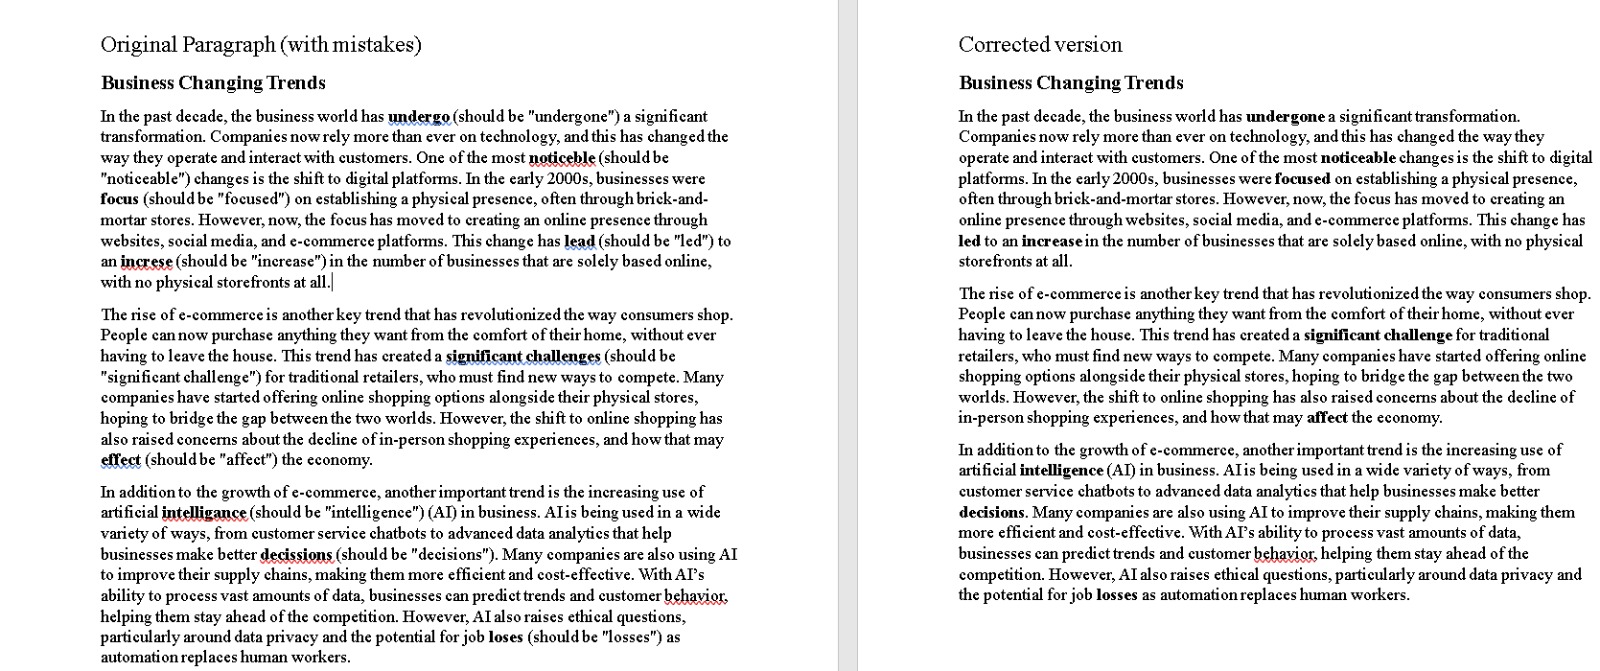 Original Paragraph (with mistakes)
Business Changing Trends
In the past decade, the business world has undergo (should be "undergone") a significant
transformation. Companies now rely more than ever on technology, and this has changed the
way they operate and interact with customers. One of the most noticeble (should be
"noticeable") changes is the shift to digital platforms. In the early 2000s, businesses were
focus (should be "focused") on establishing a physical presence, often through brick-and-
mortar stores. However, now, the focus has moved to creating an online presence through
websites, social media, and e-commerce platforms. This change has lead (should be "led") to
an increse (should be "increase") in the number of businesses that are solely based online,
with no physical storefronts at all.
The rise of e-commerce is another key trend that has revolutionized the way consumers shop.
People can now purchase anything they want from the comfort of their home, without ever
having to leave the house. This trend has created a significant challenges (should be
"significant challenge") for traditional retailers, who must find new ways to compete. Many
companies have started offering online shopping options alongside their physical stores,
hoping to bridge the gap between the two worlds. However, the shift to online shopping has
also raised concerns about the decline of in-person shopping experiences, and how that may
effect (should be "affect") the economy.
In addition to the growth of e-commerce, another important trend is the increasing use of
artificial intelligance (should be "intelligence") (AI) in business. AI is being used in a wide
variety of ways, from customer service chatbots to advanced data analytics that help
businesses make better decissions (should be "decisions"). Many companies are also using AI
to improve their supply chains, making them more efficient and cost-effective. With AI's
ability to process vast amounts of data, businesses can predict trends and customer behavior,
helping them stay ahead of the competition. However, AI also raises ethical questions,
particularly around data privacy and the potential for job loses (should be "losses") as
automation replaces human workers.
Corrected version
Business Changing Trends
In the past decade, the business world has undergone a significant transformation.
Companies now rely more than ever on technology, and this has changed the way they
operate and interact with customers. One of the most noticeable changes is the shift to digital
platforms. In the early 2000s, businesses were focused on establishing a physical presence,
often through brick-and-mortar stores. However, now, the focus has moved to creating an
online presence through websites, social media, and e-commerce platforms. This change has
led to an increase in the number of businesses that are solely based online, with no physical
storefronts at all.
The rise of e-commerce is another key trend that has revolutionized the way consumers shop.
People can now purchase anything they want from the comfort of their home, without ever
having to leave the house. This trend has created a significant challenge for traditional
retailers, who must find new ways to compete. Many companies have started offering online
shopping options alongside their physical stores, hoping to bridge the gap between the two
worlds. However, the shift to online shopping has also raised concerns about the decline of
in-person shopping experiences, and how that may affect the economy.
In addition to the growth of e-commerce, another important trend is the increasing use of
artificial intelligence (AI) in business. AI is being used in a wide variety of ways, from
customer service chatbots to advanced data analytics that help businesses make better
decisions. Many companies are also using AI to improve their supply chains, making them
more efficient and cost-effective. With AI's ability to process vast amounts of data,
businesses can predict trends and customer behavior, helping them stay ahead of the
competition. However, AI also raises ethical questions, particularly around data privacy and
the potential for job losses as automation replaces human workers.